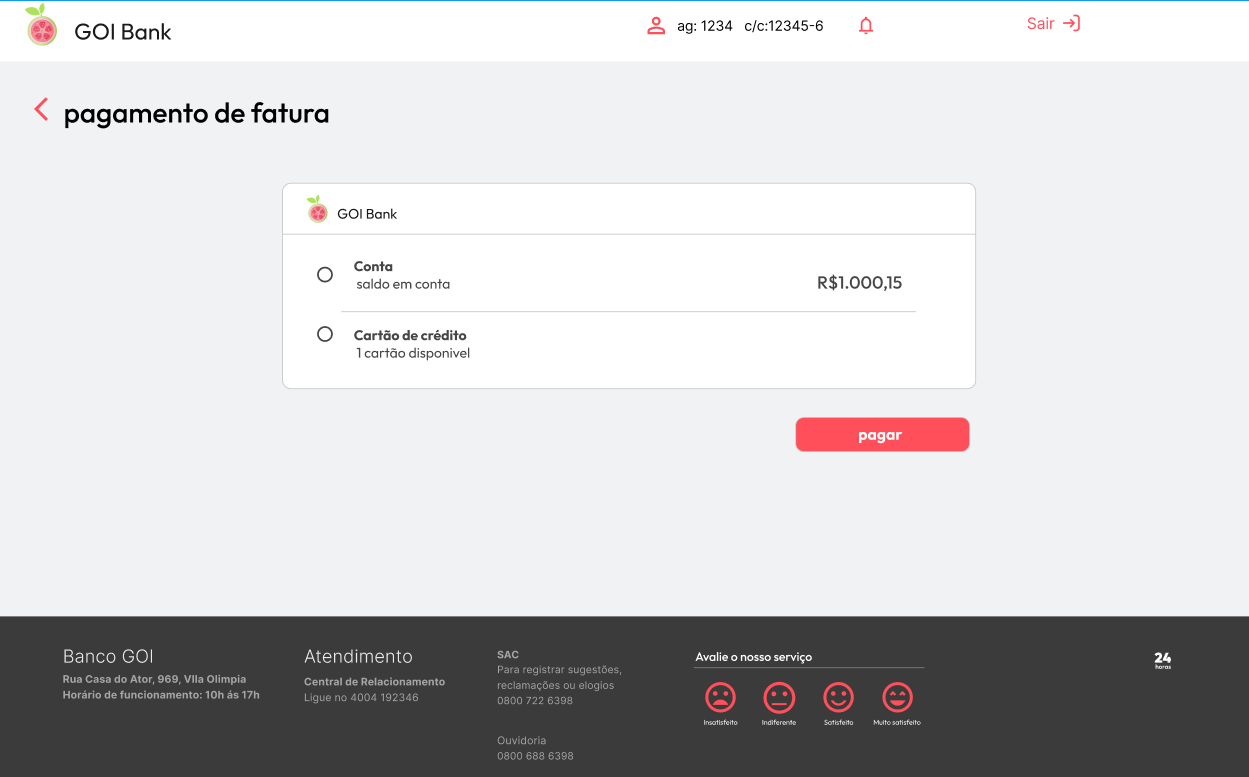 GOI Bank
ag: 1234 c/c:12345-6
Sair
pagamento de fatura
GOI Bank
Conta
saldo em conta
R$1.000,15
Cartão de crédito
1 cartão disponivel
pagar
Banco GOI
Rua Casa do Ator, 969, VIla Olimpia
Horário de funcionamento: 10h ás 17h
Atendimento
Central de Relacionamento
Ligue no 4004 192346
SAC
Para registrar sugestões,
reclamações ou elogios
0800 722 6398
Ouvidoria
0800 688 6398
Avalie o nosso serviço
Insatisfeito
Indiferente
Satisfeito
Muito satisfeito
24
horas